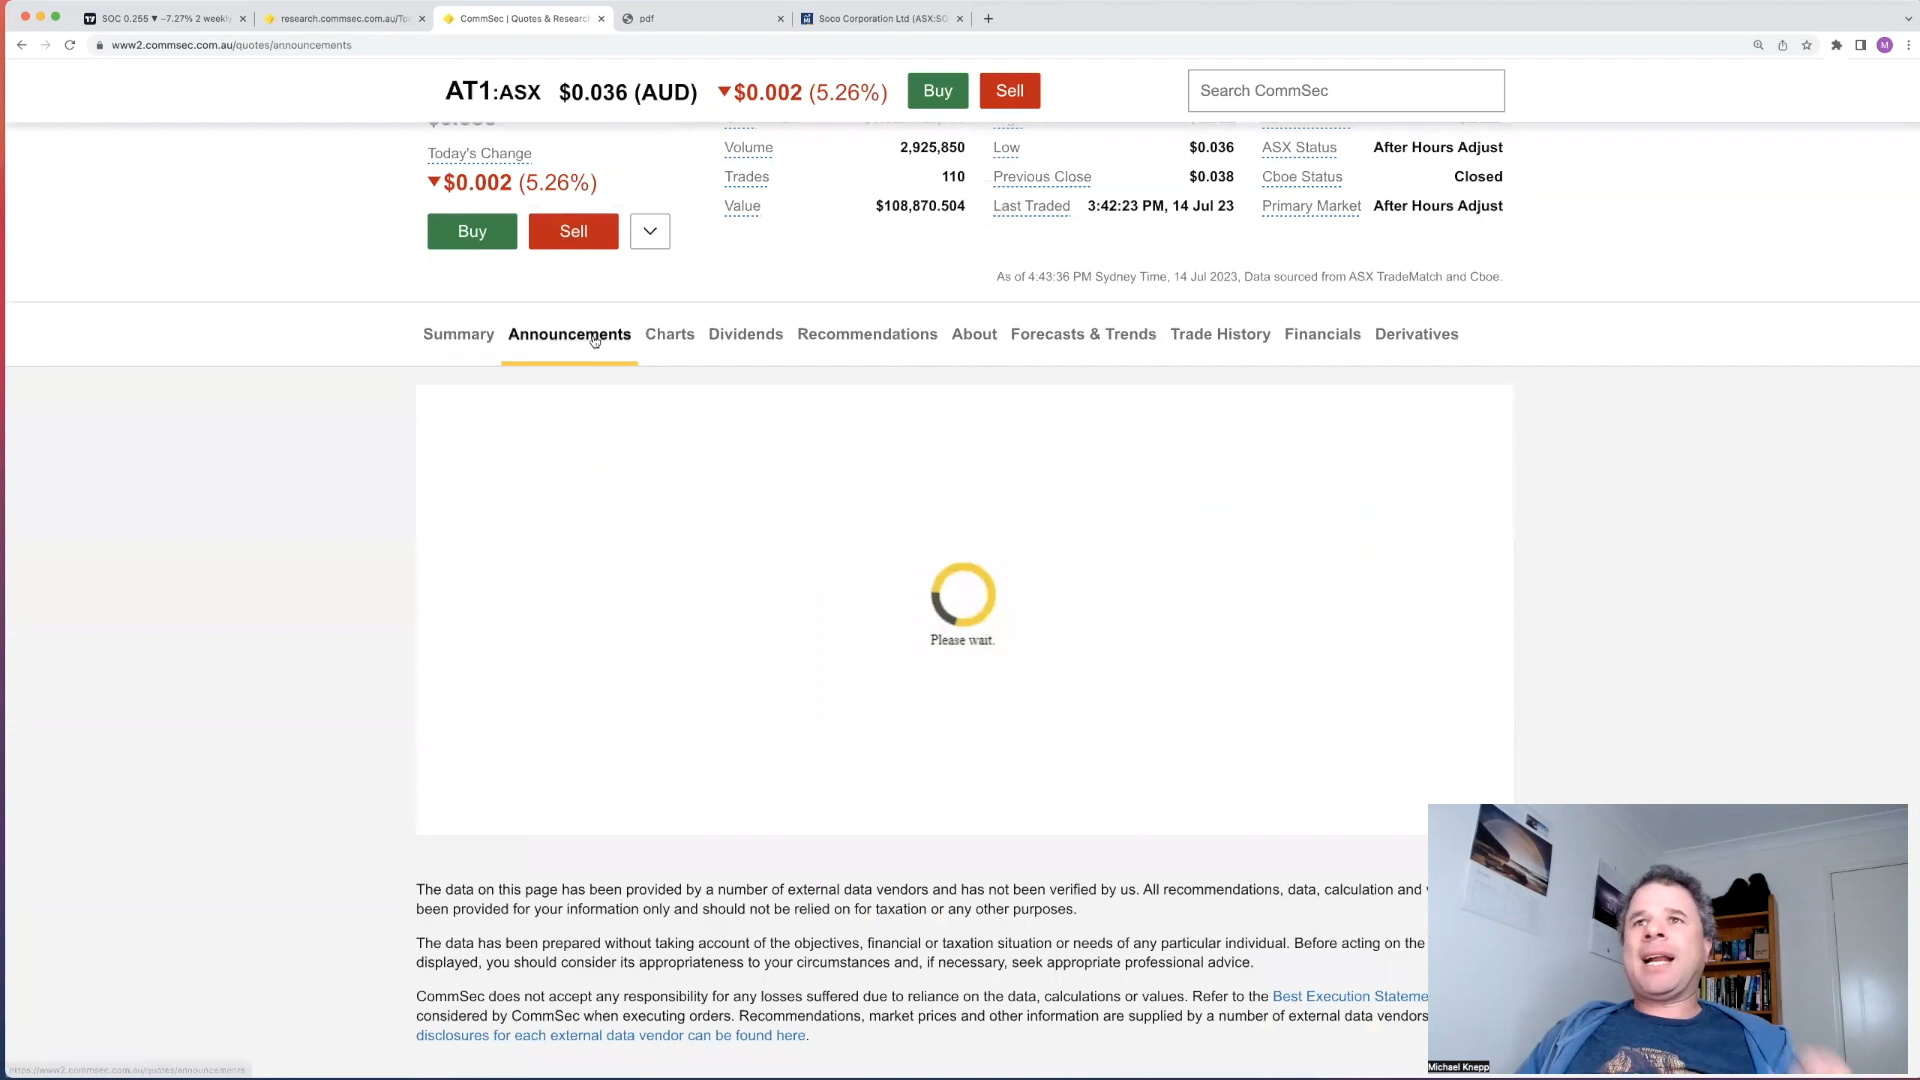 SOC 0.255 ▼ −7.27% 2 weekly
research.commsec.com.au/To
CommSec | Quotes & Research
pdf
Soco Corporation Ltd (ASX:SO
www2.commsec.com.au/quotes/announcements
M
AT1:ASX $0.036 (AUD) ▼$0.002 (5.26%) Buy Sell Search CommSec
Today's Change
▼$0.002 (5.26%)
Buy Sell
Volume 2,925,850 Low $0.036 ASX Status After Hours Adjust
Trades 110 Previous Close $0.038 Cboe Status Closed
Value $108,870.504 Last Traded 3:42:23 PM, 14 Jul 23 Primary Market After Hours Adjust
As of 4:43:36 PM Sydney Time, 14 Jul 2023, Data sourced from ASX TradeMatch and Cboe.
Summary Announcements Charts Dividends Recommendations About Forecasts & Trends Trade History Financials Derivatives
Please wait.
The data on this page has been provided by a number of external data vendors and has not been verified by us. All recommendations, data, calculation and
been provided for your information only and should not be relied on for taxation or any other purposes.
The data has been prepared without taking account of the objectives, financial or taxation situation or needs of any particular individual. Before acting on the
displayed, you should consider its appropriateness to your circumstances and, if necessary, seek appropriate professional advice.
CommSec does not accept any responsibility for any losses suffered due to reliance on the data, calculations or values. Refer to the Best Execution Stateme
considered by CommSec when executing orders. Recommendations, market prices and other information are supplied by a number of external data vendors
disclosures for each external data vendor can be found here.
https://www2.commsec.com.au/quotes/announcements
Michael Knepp